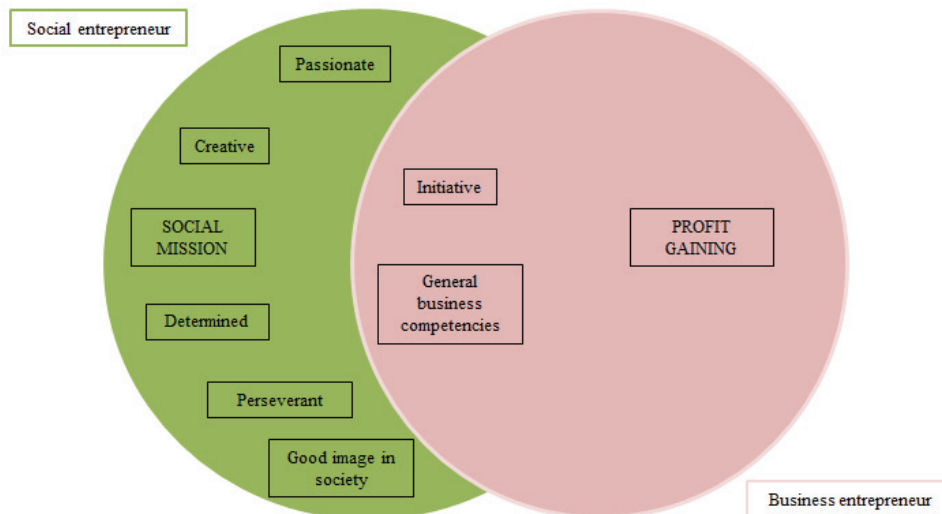 Social entrepreneur
Passionate
Creative
Initiative
SOCIAL
MISSION
PROFIT
GAINING
General
business
competencies
Determined
Perseverant
Good image in
society
Business entrepreneur